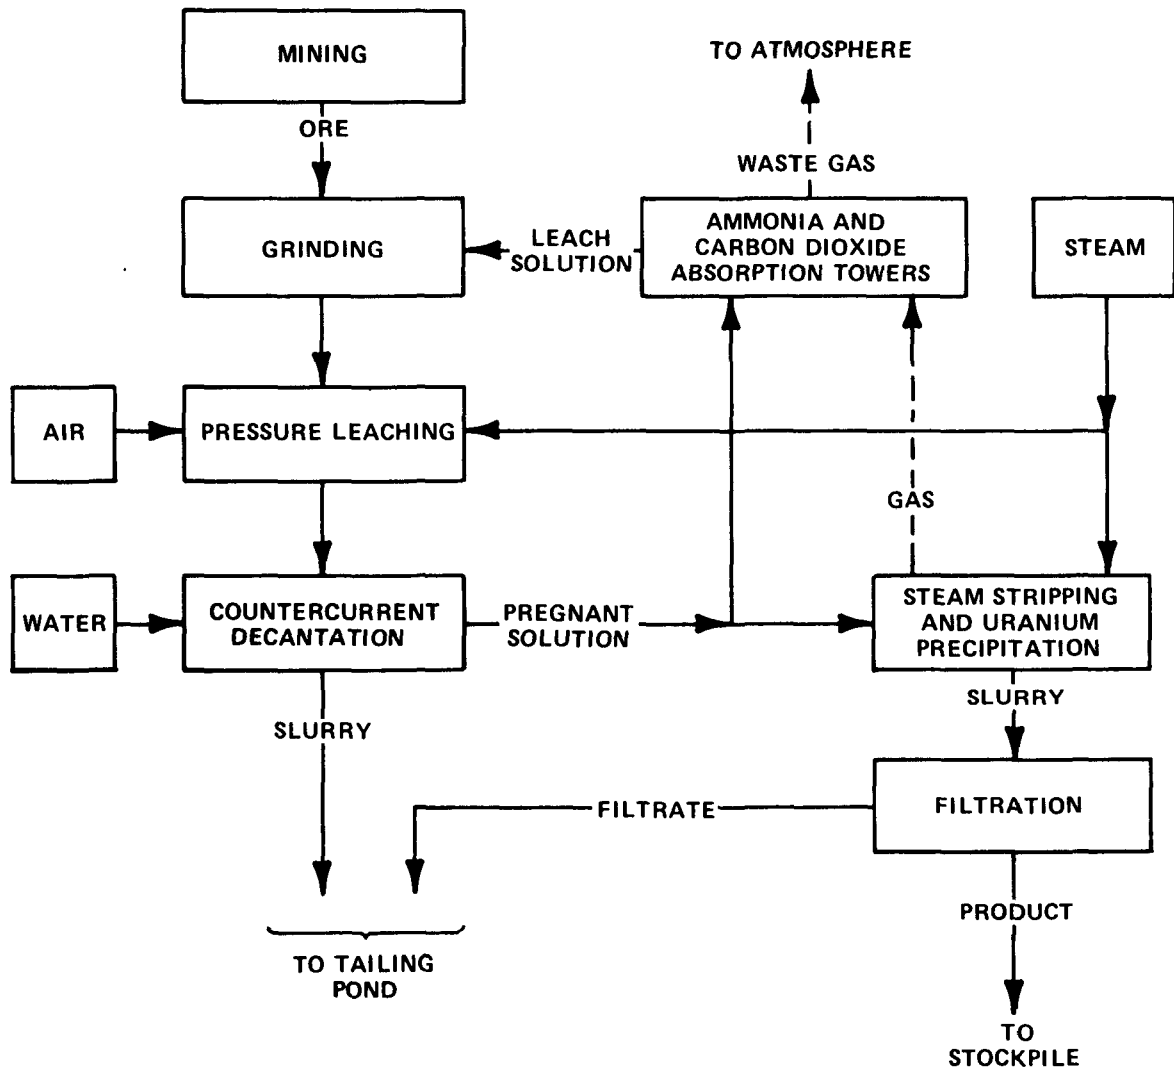 MINING
TO ATMOSPHERE
ORE
WASTE GAS
GRINDING
LEACH
SOLUTION
AMMONIA AND
CARBON DIOXIDE
ABSORPTION TOWERS
STEAM
AIR
PRESSURE LEACHING
GAS
WATER
COUNTERCURRENT
DECANTATION
PREGNANT
SOLUTION
STEAM STRIPPING
AND URANIUM
PRECIPITATION
SLURRY
SLURRY
FILTRATE
FILTRATION
PRODUCT
TO TAILING
POND
TO
STOCKPILE